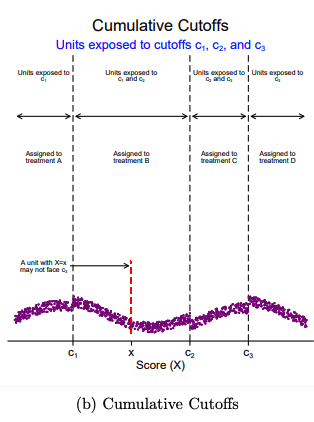 Cumulative Cutoffs
Units exposed to cutoffs c₁, c₂, and c₃
Units exposed to
c₁
Units exposed to
c₁ and c₂
Units exposed to
c₂ and c₃
Units exposed to
c₃
Assigned to
treatment A
Assigned to
treatment B
Assigned to
treatment C
Assigned to
treatment D
A unit with X=x
may not face c₃
c₁
x
c₂
c₃
Score (X)
(b) Cumulative Cutoffs